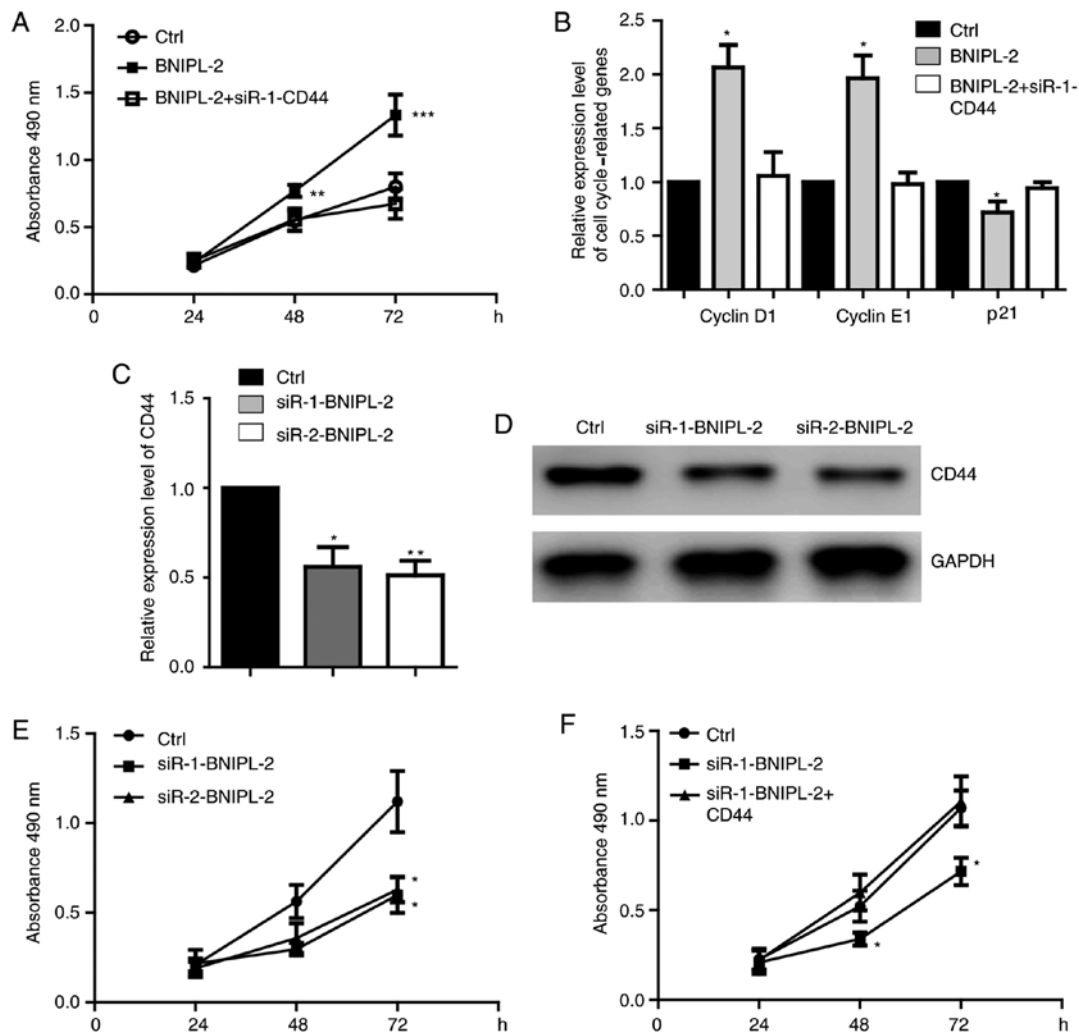 A
2.0
1.5
1.0
0.5
0.0
Absorbance 490 nm
Ctrl
BNIPL-2
BNIPL-2+siR-1-CD44
**
***
0
24
48
72
h
B
2.5
2.0
1.5
1.0
0.5
0.0
Relative expression level
of cell cycle-related genes
Ctrl
BNIPL-2
BNIPL-2+siR-1-
CD44
*
*
*
Cyclin D1
Cyclin E1
p21
C
1.5
1.0
0.5
0.0
Relative expression level of CD44
Ctrl
siR-1-BNIPL-2
siR-2-BNIPL-2
*
**
D
Ctrl
siR-1-BNIPL-2
siR-2-BNIPL-2
CD44
GAPDH
E
1.5
1.0
0.5
0.0
Absorbance 490 nm
Ctrl
siR-1-BNIPL-2
siR-2-BNIPL-2
*
*
0
24
48
72
h
F
1.5
1.0
0.5
0.0
Absorbance 490 nm
Ctrl
siR-1-BNIPL-2
siR-1-BNIPL-2+
CD44
*
*
0
24
48
72
h